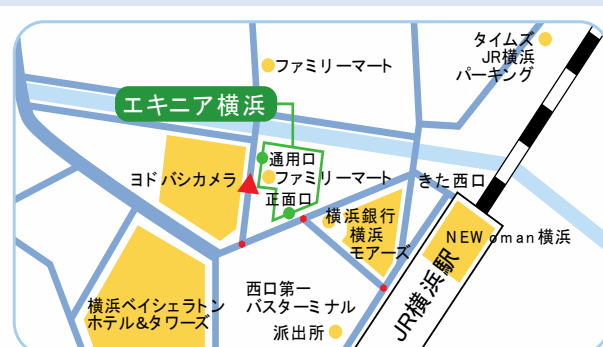 タイムズ
JR横浜
パーキング
ファミリーマート
エキニア横浜
通用口
ヨドバシカメラ
ファミリーマート
きた西口
正面口
横浜銀行
横浜
モアーズ
NEWoman横浜
JR横浜駅
西口第一
バスターミナル
横浜ベイシェラトン
ホテル&タワーズ
派出所